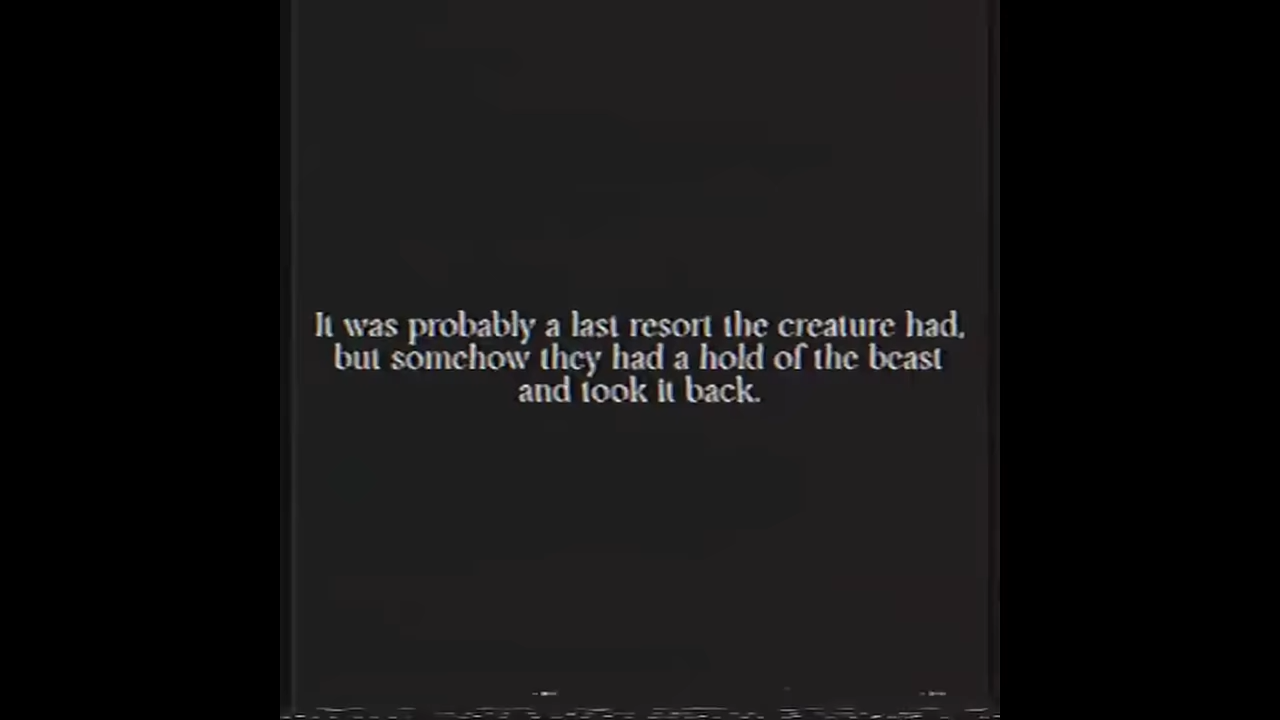 It was probably a last resort the creature had,
but somehow they had a hold of the beast
and took it back.